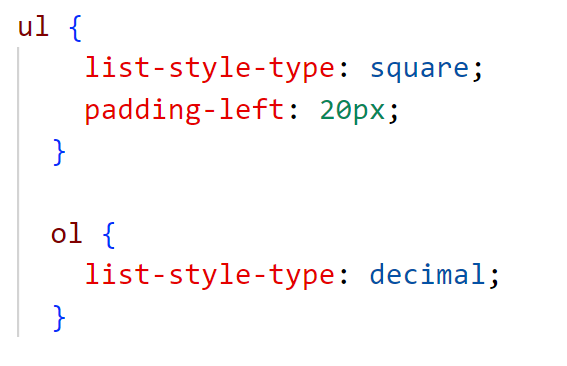 ul {
    list-style-type: square;
    padding-left: 20px;
  }

  ol {
    list-style-type: decimal;
  }